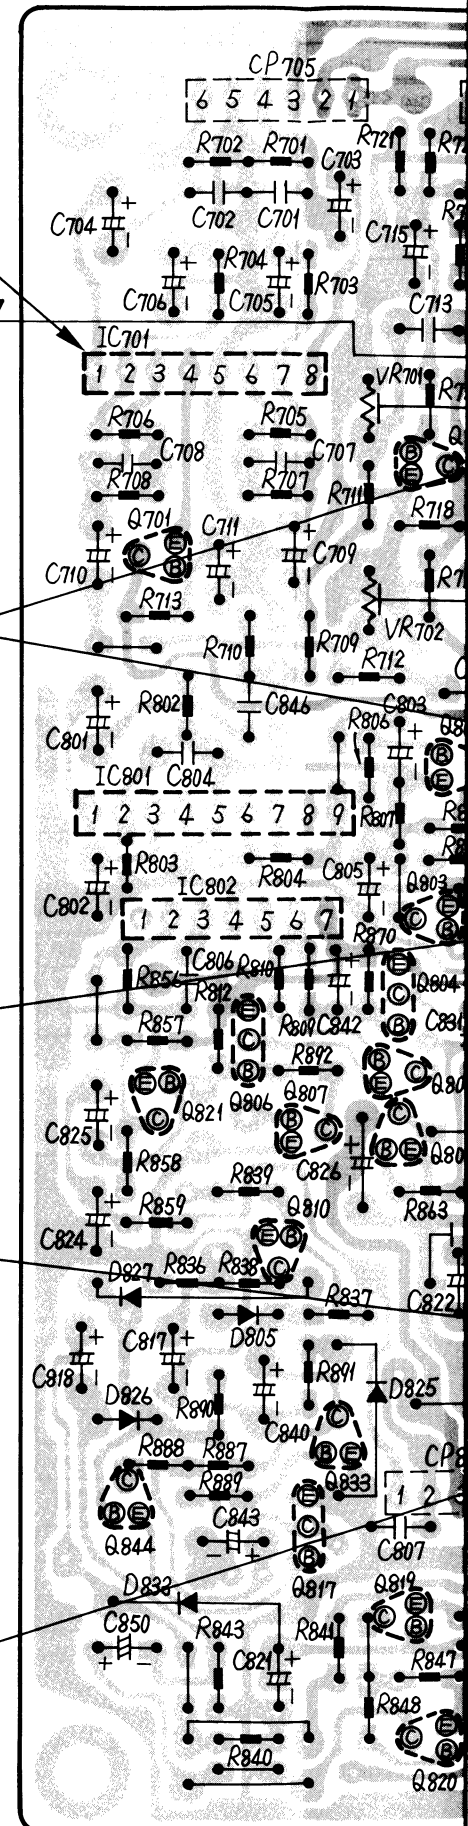 CP705
6 5 4 3 2 1
R702 R701 C703 R721
C704 C702 C701 C715
R704
C706 C705 R703 C713
IC701
1 2 3 4 5 6 7 8
VR701
R706 R705
C708 C707
B E C
R708 R707 R711
Q701 C711 R718
C E B
C710 C709
R713 VR702
R710 R709 R712
R802 C846 C803
C801 R806
C804 B E
IC801
1 2 3 4 5 6 7 8 9 R807
R803 C805 Q803
R804
C802 IC802
1 2 3 4 5 6 7 C E B
C806 R810 R870
R856 R812 E C B Q804
R857 E C B R809 C842 C831
R892
E B C Q821 Q806 Q807 E C B
C825 B E C C B E
R858 C826
R839
R859 Q810 R863
C824 E B C
D827 R836 R838
R837 C822
D805
C818 C817
R891 D825
D826 R890
C840 C B E
R888 R887
C B E R889 Q833 CP8
1 2
Q844 C843 E C B
C807
Q817 Q819
D833 C E B
C850 R843 R841
C821 R847
R848
C B E
R840 Q820